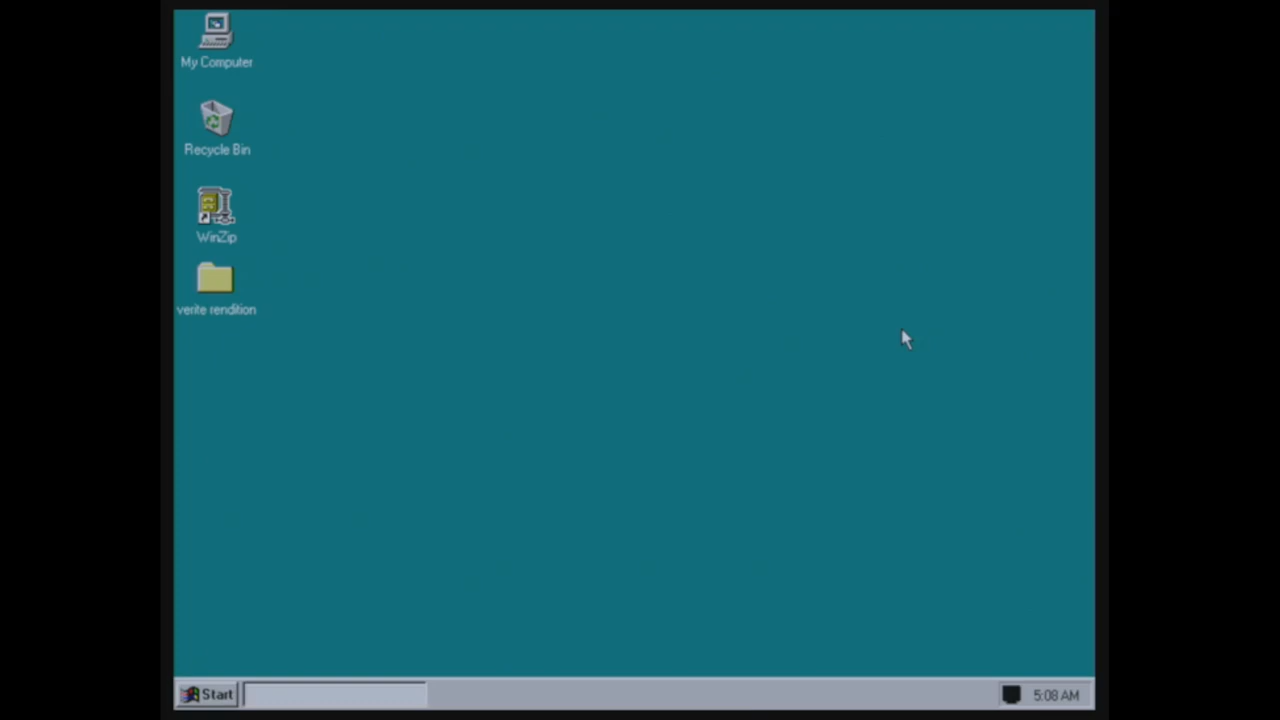 My Computer
Recycle Bin
WinZip
verite rendition
Start
5:08 AM